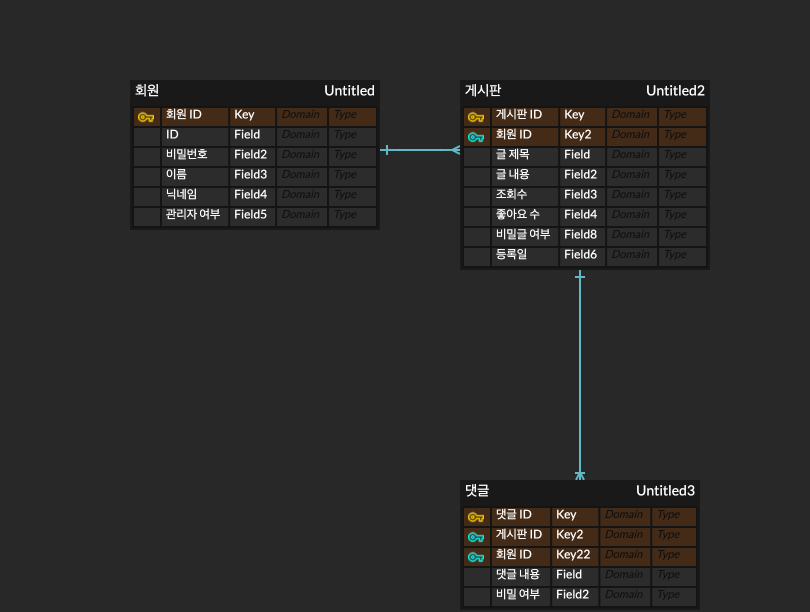 회원 Untitled
회원 ID Key Domain Type
ID Field Domain Type
비밀번호 Field2 Domain Type
이름 Field3 Domain Type
닉네임 Field4 Domain Type
관리자 여부 Field5 Domain Type
게시판 Untitled2
게시판 ID Key Domain Type
회원 ID Key2 Domain Type
글 제목 Field Domain Type
글 내용 Field2 Domain Type
조회수 Field3 Domain Type
좋아요 수 Field4 Domain Type
비밀글 여부 Field8 Domain Type
등록일 Field6 Domain Type
댓글 Untitled3
댓글 ID Key Domain Type
게시판 ID Key2 Domain Type
회원 ID Key22 Domain Type
댓글 내용 Field Domain Type
비밀 여부 Field2 Domain Type